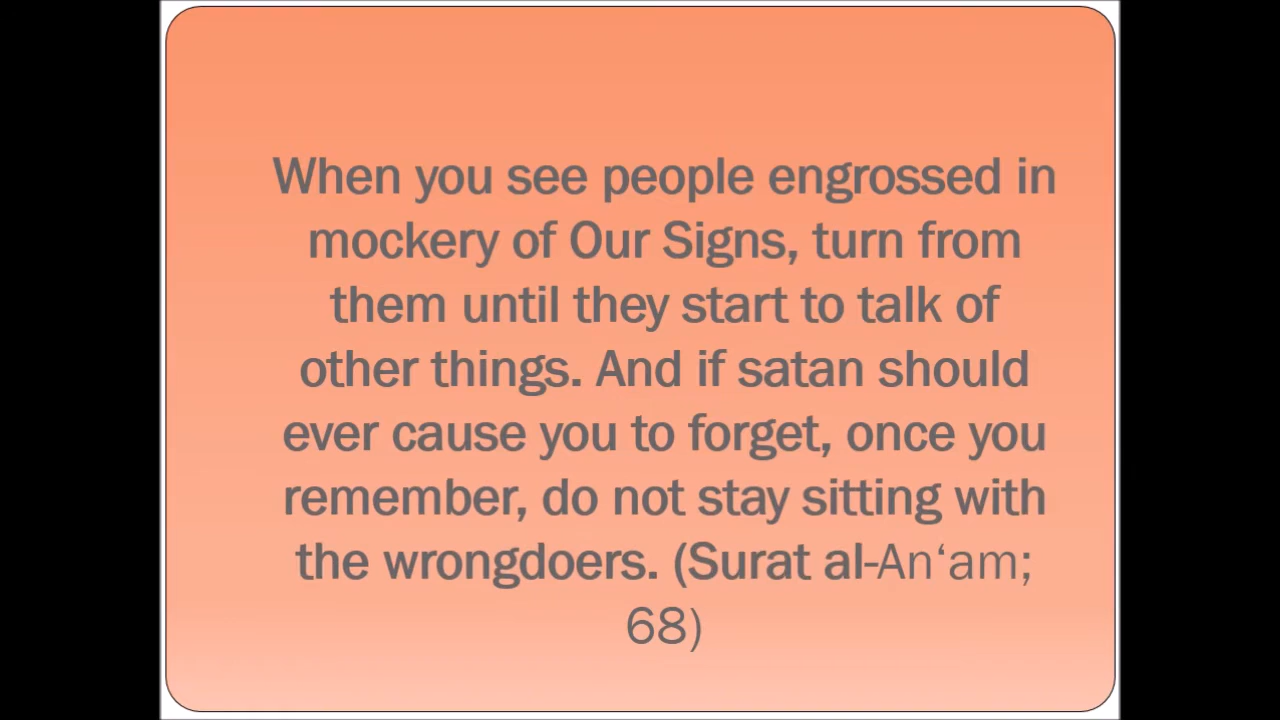 When you see people engrossed in
mockery of Our Signs, turn from
them until they start to talk of
other things. And if satan should
ever cause you to forget, once you
remember, do not stay sitting with
the wrongdoers. (Surat al-An‘am;
68)